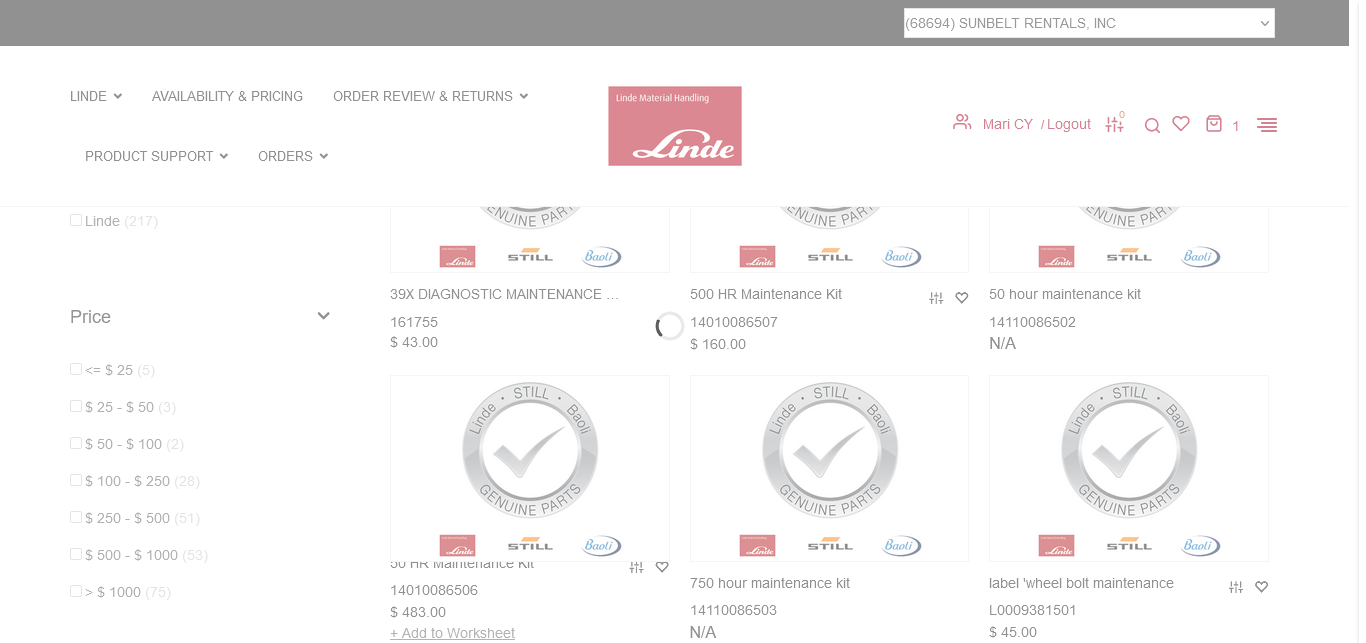 (68694) SUNBELT RENTALS, INC
LINDE
AVAILABILITY & PRICING
ORDER REVIEW & RETURNS
PRODUCT SUPPORT
ORDERS
Linde Material Handling
Linde
Mari CY / Logout
0
1
Linde (217)
Price
<= $ 25 (5)
$ 25 - $ 50 (3)
$ 50 - $ 100 (2)
$ 100 - $ 250 (28)
$ 250 - $ 500 (51)
$ 500 - $ 1000 (53)
> $ 1000 (75)
GENUINE PARTS
Linde STILL Baoli
39X DIAGNOSTIC MAINTENANCE …
161755
$ 43.00
GENUINE PARTS
Linde STILL Baoli
500 HR Maintenance Kit
14010086507
$ 160.00
GENUINE PARTS
Linde STILL Baoli
50 hour maintenance kit
14110086502
N/A
Linde • STILL • Baoli
GENUINE PARTS
Linde STILL Baoli
50 HR Maintenance Kit
14010086506
$ 483.00
+ Add to Worksheet
Linde • STILL • Baoli
GENUINE PARTS
Linde STILL Baoli
750 hour maintenance kit
14110086503
N/A
Linde • STILL • Baoli
GENUINE PARTS
Linde STILL Baoli
label 'wheel bolt maintenance
L0009381501
$ 45.00